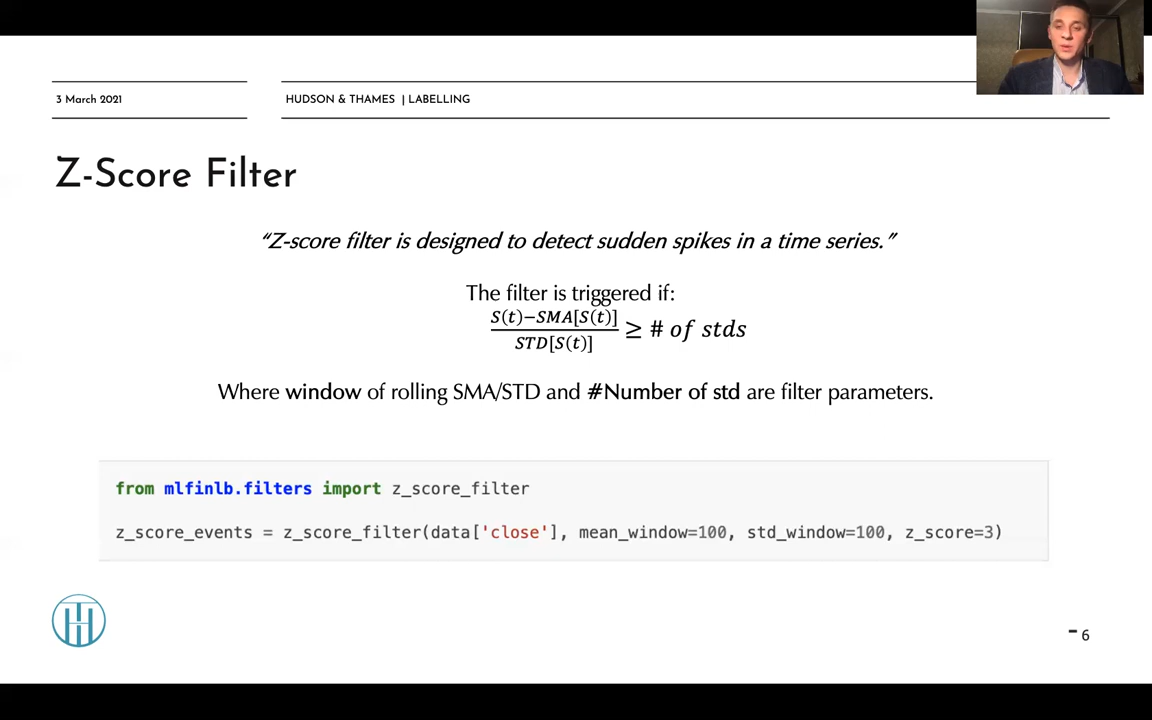 3 March 2021
HUDSON & THAMES | LABELLING
Z-Score Filter
“Z-score filter is designed to detect sudden spikes in a time series.”
The filter is triggered if:
S(t)−SMA[S(t)]
STD[S(t)]
≥ # of stds
Where window of rolling SMA/STD and #Number of std are filter parameters.
from mlfinlb.filters import z_score_filter
z_score_events = z_score_filter(data['close'], mean_window=100, std_window=100, z_score=3)
- 6